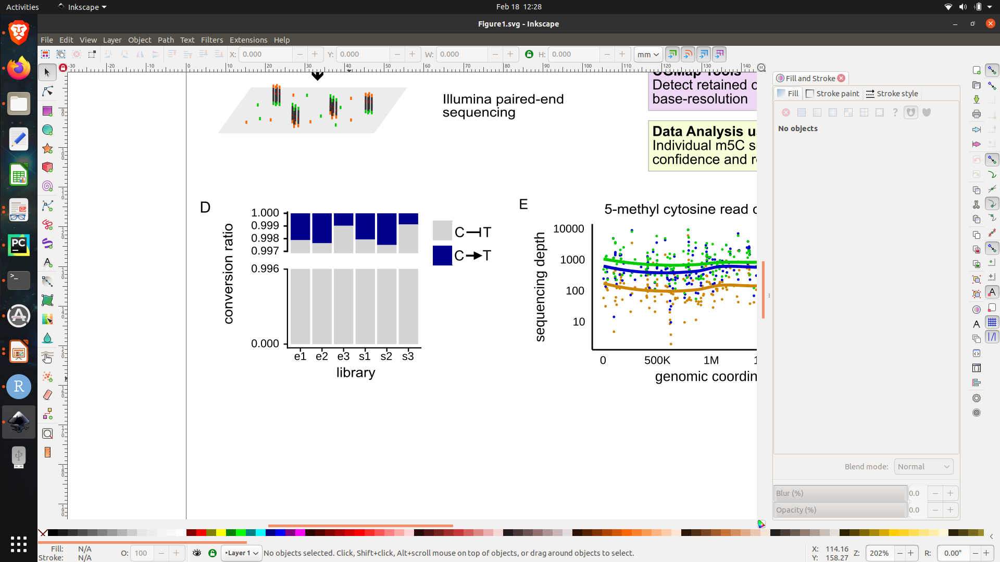 Activities
Inkscape
Feb 18 12:28
Figure1.svg - Inkscape
File Edit View Layer Object Path Text Filters Extensions Help
X: 0.000
Y: 0.000
W: 0.000
H: 0.000
mm
-30 -20 -10 0 10 20 30 40 50 60 70 80 90 100 110 120 130 140
Illumina paired-end
sequencing
UGMap Tools
Detect retained c
base-resolution
Data Analysis u
Individual m5C s
confidence and r
D
conversion ratio
1.000
0.999
0.998
0.997
0.996
0.000
e1 e2 e3 s1 s2 s3
library
C T
C T
E
5-methyl cytosine read c
sequencing depth
10000
1000
100
10
0 500K 1M 1
genomic coordin
Fill and Stroke
Fill
Stroke paint
Stroke style
?
No objects
Blend mode: Normal
Blur (%) 0.0
Opacity (%) 0.0
PC
R
Fill: N/A
Stroke: N/A
O: 100
•Layer 1
No objects selected. Click, Shift+click, Alt+scroll mouse on top of objects, or drag around objects to select.
X: 114.16
Y: 158.27
Z: 202%
R: 0.00°